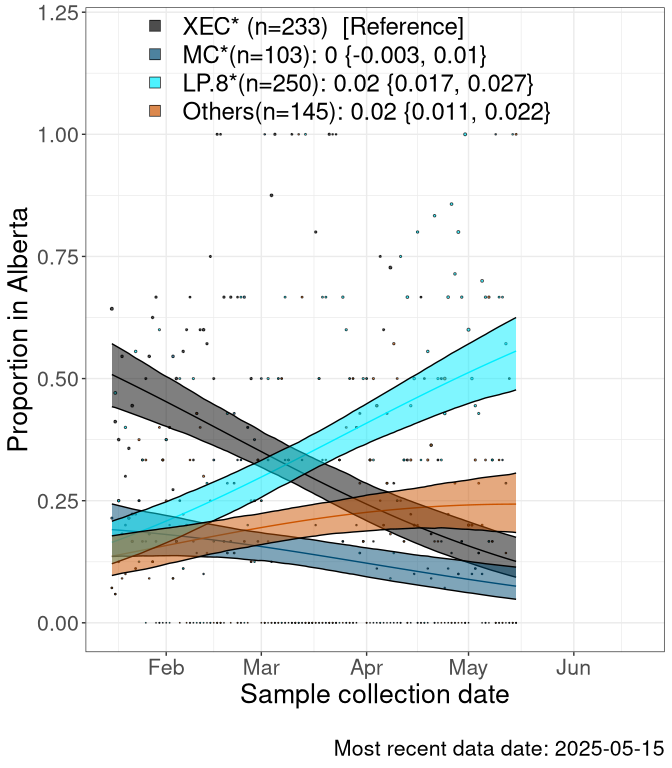 XEC* (n=233)  [Reference]
MC*(n=103): 0 {-0.003, 0.01}
LP.8*(n=250): 0.02 {0.017, 0.027}
Others(n=145): 0.02 {0.011, 0.022}
Proportion in Alberta
1.25
1.00
0.75
0.50
0.25
0.00
Feb Mar Apr May Jun
Sample collection date
Most recent data date: 2025-05-15